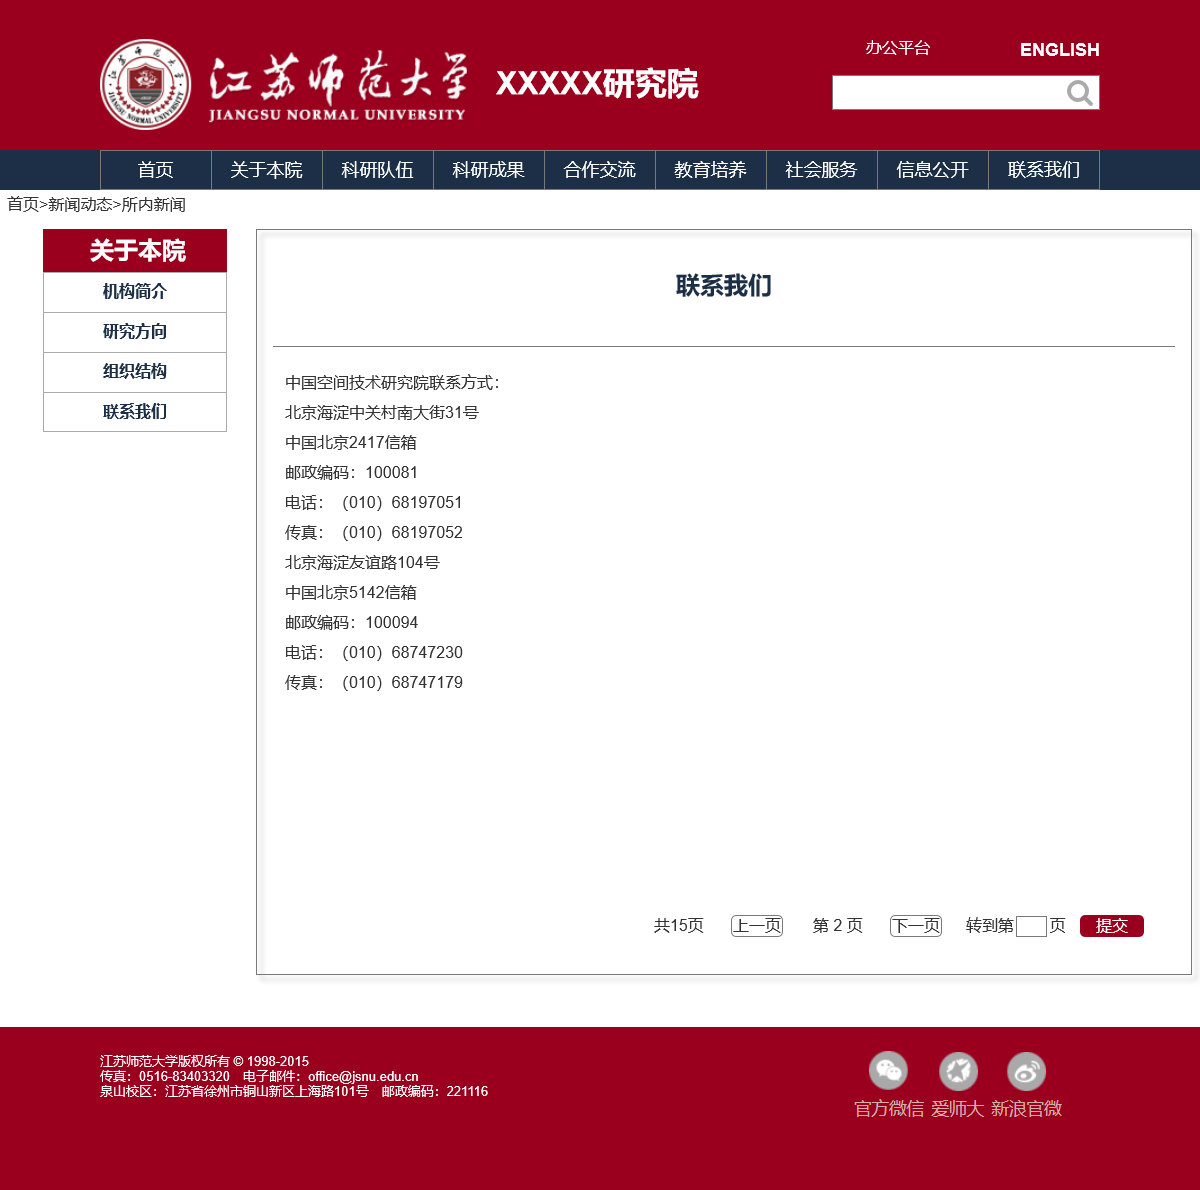 办公平台 ENGLISH
江苏师范大学
JIANGSU NORMAL UNIVERSITY
XXXXX研究院
首页 关于本院 科研队伍 科研成果 合作交流 教育培养 社会服务 信息公开 联系我们
首页>新闻动态>所内新闻
关于本院
机构简介
研究方向
组织结构
联系我们
联系我们
中国空间技术研究院联系方式：
北京海淀中关村南大街31号
中国北京2417信箱
邮政编码：100081
电话：（010）68197051
传真：（010）68197052
北京海淀友谊路104号
中国北京5142信箱
邮政编码：100094
电话：（010）68747230
传真：（010）68747179
共15页 上一页 第 2 页 下一页 转到第 页 提交
江苏师范大学版权所有 © 1998-2015
传真：0516-83403320 电子邮件：office@jsnu.edu.cn
泉山校区：江苏省徐州市铜山新区上海路101号 邮政编码：221116
官方微信 爱师大 新浪官微